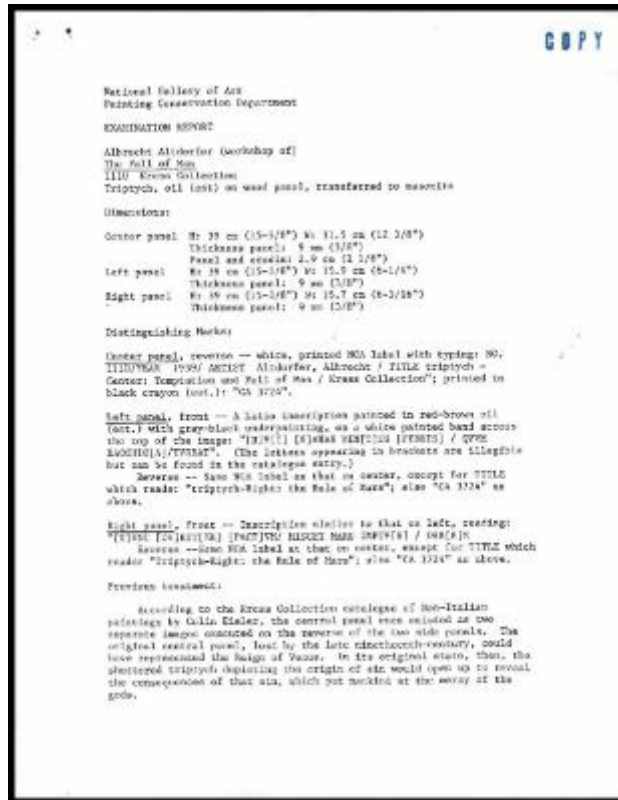 COPY
National Gallery of Art
Painting Conservation Department
EXAMINATION REPORT
Albrecht Altdorfer (workshop of)
The Fall of Man
1110 Kress Collection
Triptych, oil (est) on wood panel, transferred to masonite
Dimensions:
Center panel H: 39 cm (15-3/8") W: 31.5 cm (12 3/8")
Thickness panel: 9 mm (3/8")
Panel and cradle: 2.9 cm (1 1/8")
Left panel H: 39 cm (15-3/8") W: 15.9 cm (6-1/4")
Thickness panel: 9 mm (3/8")
Right panel H: 39 cm (15-3/8") W: 15.7 cm (6-3/16")
Thickness panel: 9 mm (3/8")
Distinguishing Marks:
Center panel, reverse -- white, printed NGA label with typing: NO.
1110/YEAR 1939/ ARTIST Altdorfer, Albrecht / TITLE triptych -
Center: Temptation and Fall of Man / Kress Collection"; printed in
black crayon (est.): "CA 3724".
Left panel, front -- A Latin inscription painted in red-brown oil
(est.) with gray-black underpainting, on a white painted band across
the top of the image:
(The letters appearing in brackets are illegible
but can be found in the catalogue entry.)
Reverse -- Same NGA label as that on center, except for TITLE
which reads: "triptych-Right: the Rule of Mars"; also "CA 3724" as
above.
Right panel, front -- Inscription similar to that on left, reading:
Reverse --Same NGA label at that on center, except for TITLE which
reads "Triptych-Right: the Rule of Mars"; also "CA 3724" as above.
Previous treatment:
According to the Kress Collection catalogue of Non-Italian
paintings by Colin Eisler, the central panel once existed as two
separate images executed on the reverse of the two side panels. The
original central panel, lost by the late nineteenth-century, could
have represented the Reign of Venus. In its original state, then, the
shuttered triptych depicting the origin of sin would open up to reveal
the consequences of that sin, which put mankind at the mercy of the
gods.